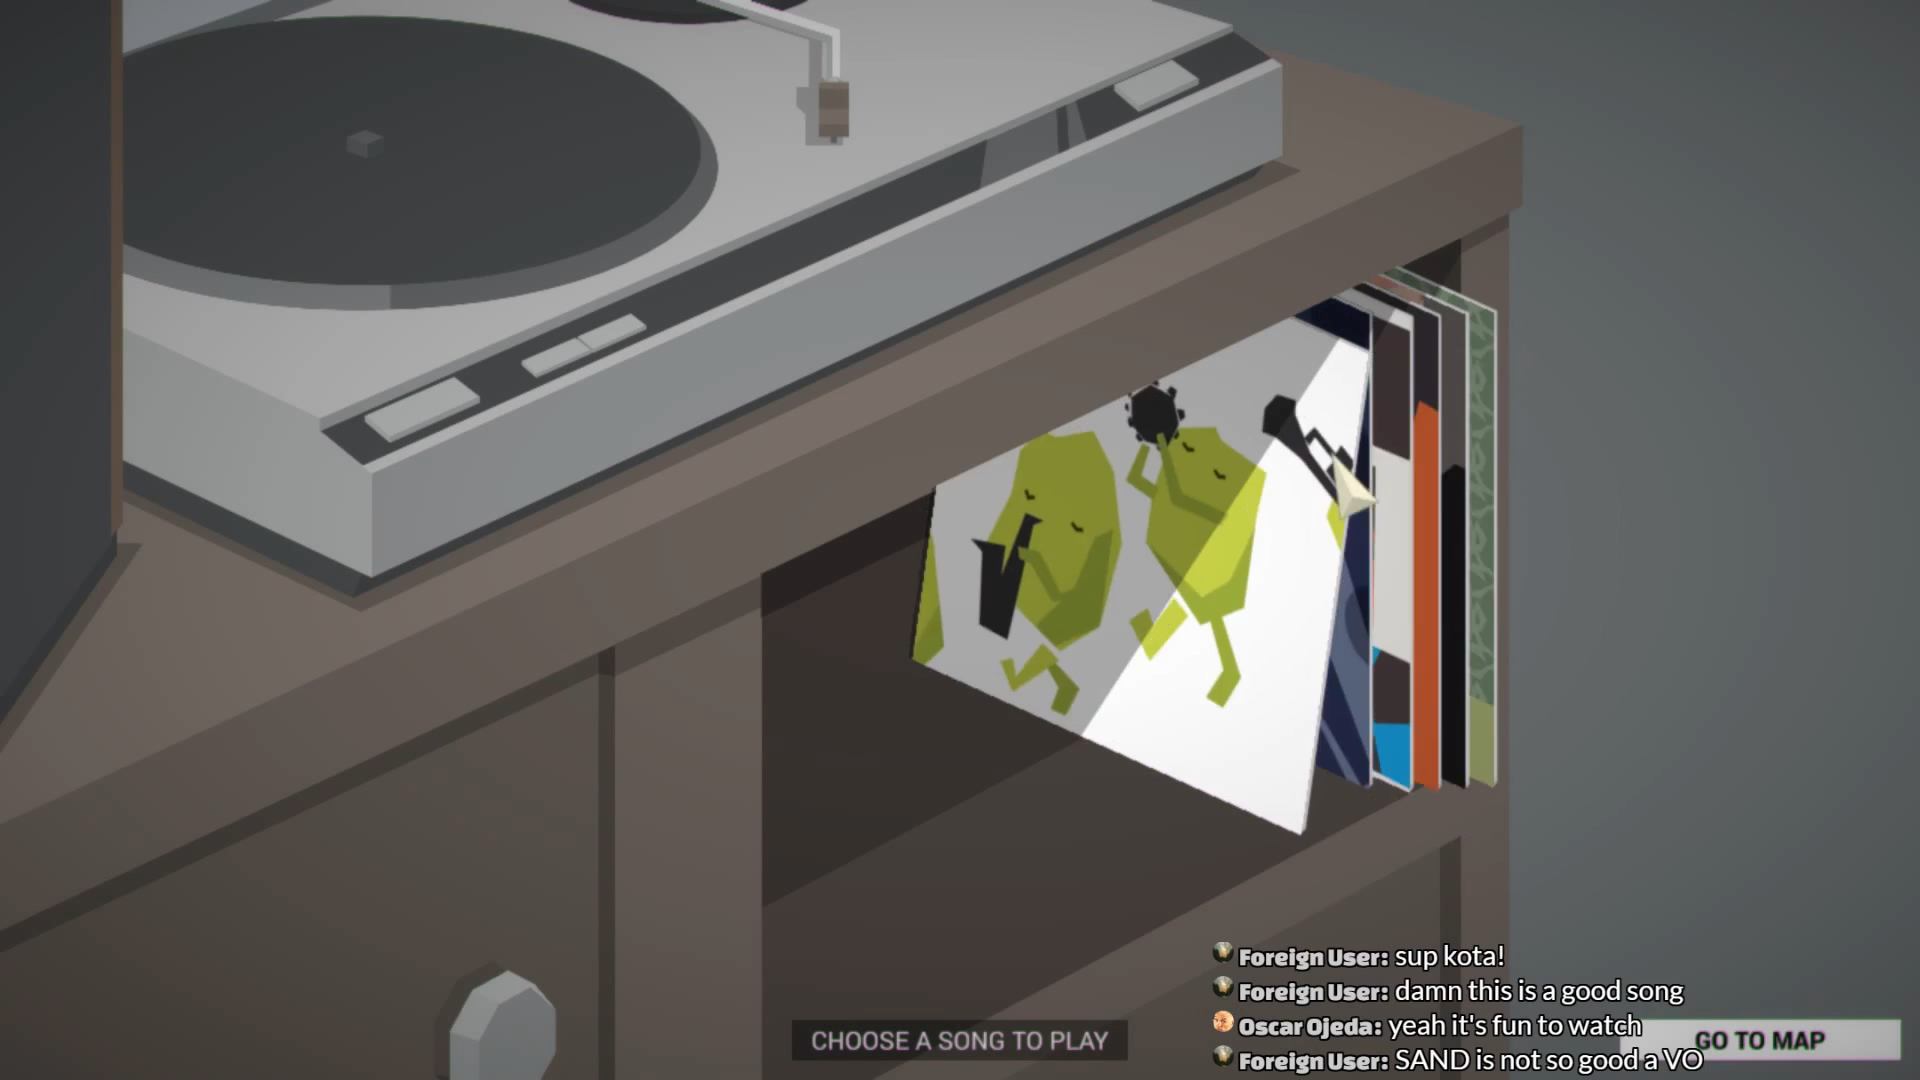 Foreign User: sup kota!
Foreign User: damn this is a good song
Oscar Ojeda: yeah it's fun to watch
CHOOSE A SONG TO PLAY
GO TO MAP
Foreign User: SAND is not so good a VO